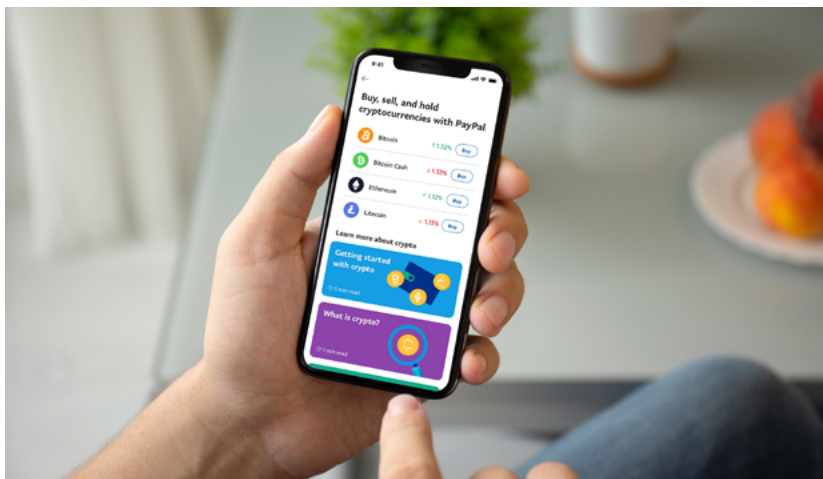 9:41
Buy, sell, and hold
cryptocurrencies with PayPal
Bitcoin ↑ 1.32% Buy
Bitcoin Cash ↓ 1.32% Buy
Ethereum ↑ 1.12% Buy
Litecoin ↓ 1.13% Buy
Learn more about crypto
Getting started
with crypto
What is crypto?